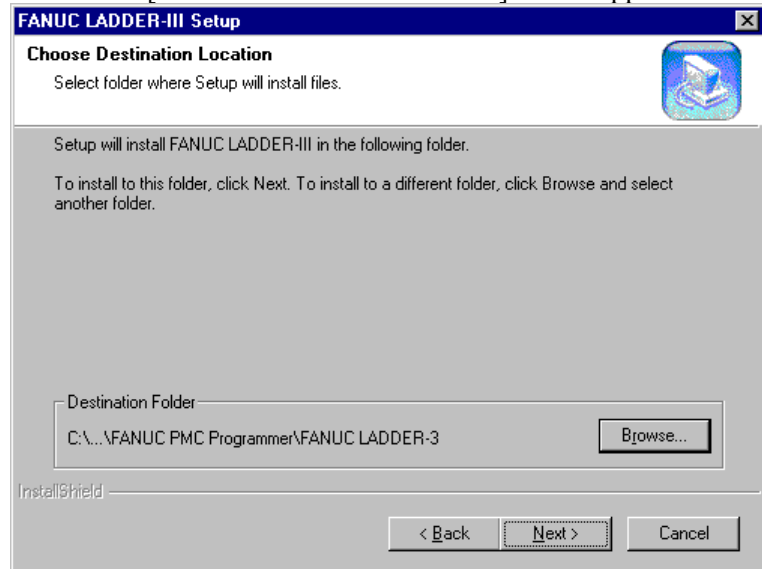 FANUC LADDER-III Setup
Choose Destination Location
Select folder where Setup will install files.
Setup will install FANUC LADDER-III in the following folder.
To install to this folder, click Next. To install to a different folder, click Browse and select
another folder.
Destination Folder
C:\...\FANUC PMC Programmer\FANUC LADDER-3
Browse...
InstallShield
< Back
Next >
Cancel